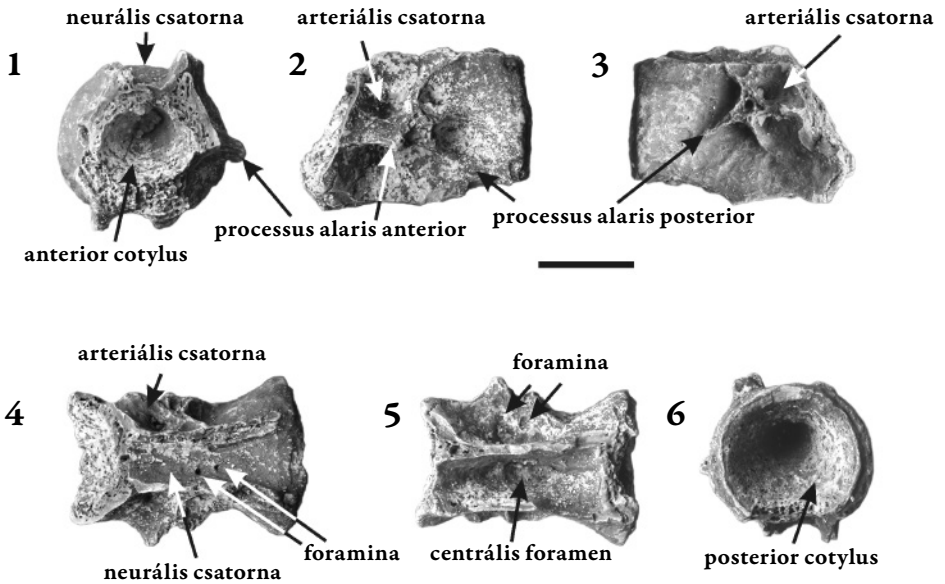 neurális csatorna
arteriális csatorna
arteriális csatorna
1
2
3
processus alaris anterior
processus alaris posterior
anterior cotylus
arteriális csatorna
foramina
4
5
6
foramina
centrális foramen
posterior cotylus
neurális csatorna